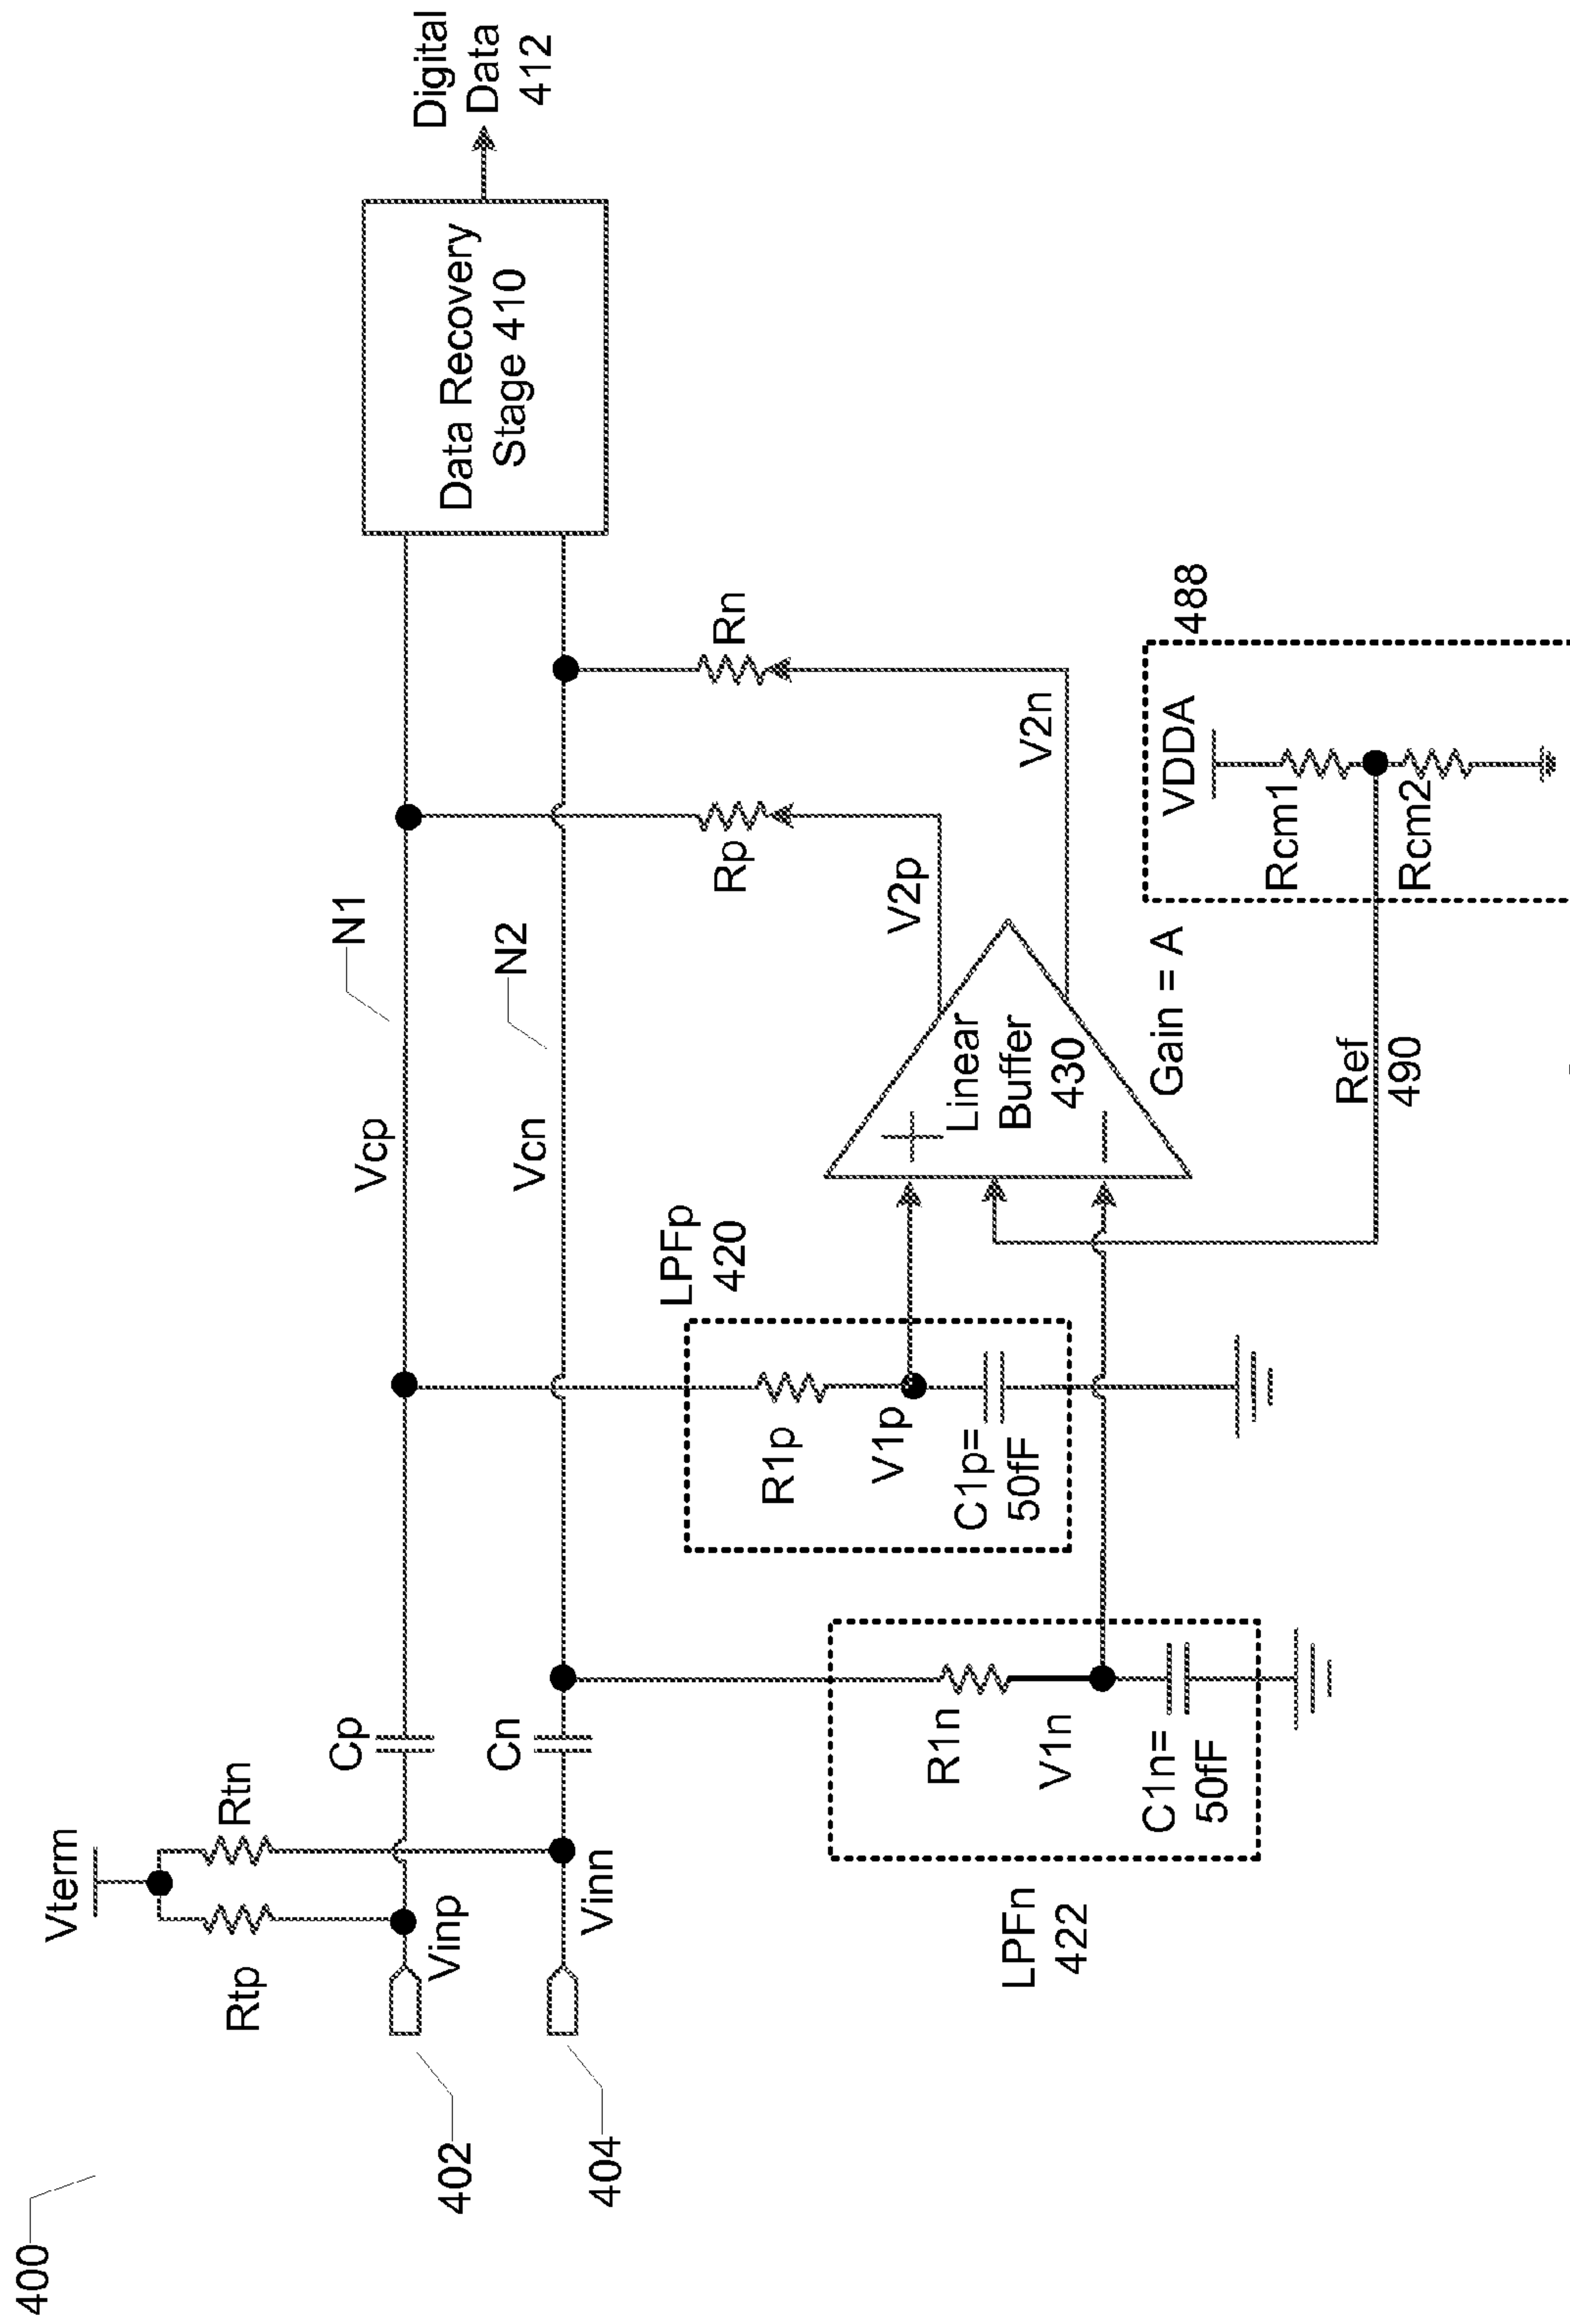 400
Vterm
Rtp
Rtn
402
Vinp
404
Vinn
Cp
Cn
Vcp
N1
Vcn
N2
Data Recovery
Stage 410
Digital
Data
412
LPFp
420
R1p
V1p
C1p=
50fF
LPFn
422
R1n
V1n
C1n=
50fF
+
Linear
Buffer
430
—
Gain = A
V2p
Rp
V2n
Rn
Ref
490
488
VDDA
Rcm1
Rcm2